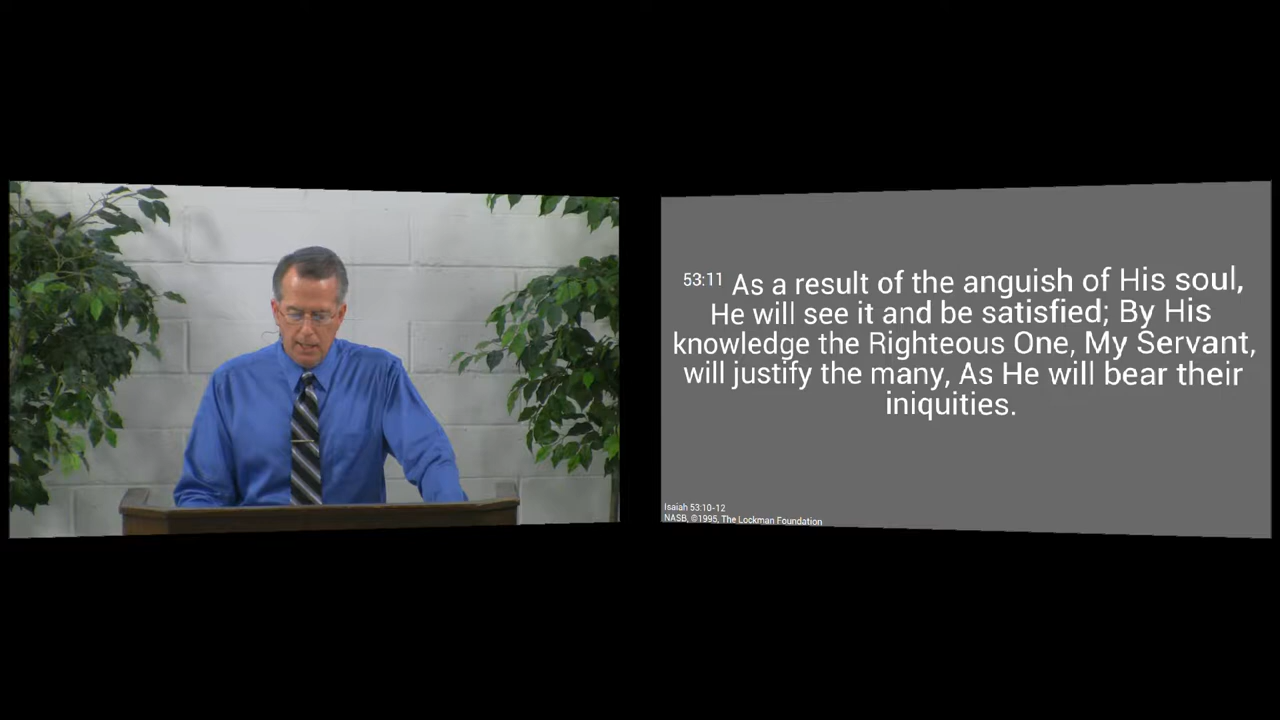 53:11 As a result of the anguish of His soul,
He will see it and be satisfied; By His
knowledge the Righteous One, My Servant,
will justify the many, As He will bear their
iniquities.
Isaiah 53:10-12
NASB, ©1995, The Lockman Foundation